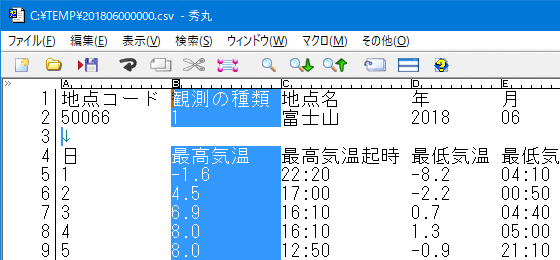 C:¥TEMP¥201806000000.csv - 秀丸
ファイル(F) 編集(E) 表示(V) 検索(S) ウィンドウ(W) マクロ(M) その他(O)
A B C D E
1 地点コード 観測の種類 地点名 年 月
2 50066 1 富士山 2018 06
3 ↓
4 日 最高気温 最高気温起時 最低気温 最低気
5 1 -1.6 22:20 -8.2 04:10
6 2 4.5 17:00 -2.2 00:50
7 3 6.9 16:10 0.7 04:40
8 4 8.0 16:10 1.3 05:00
9 5 8.0 12:50 -0.9 21:10